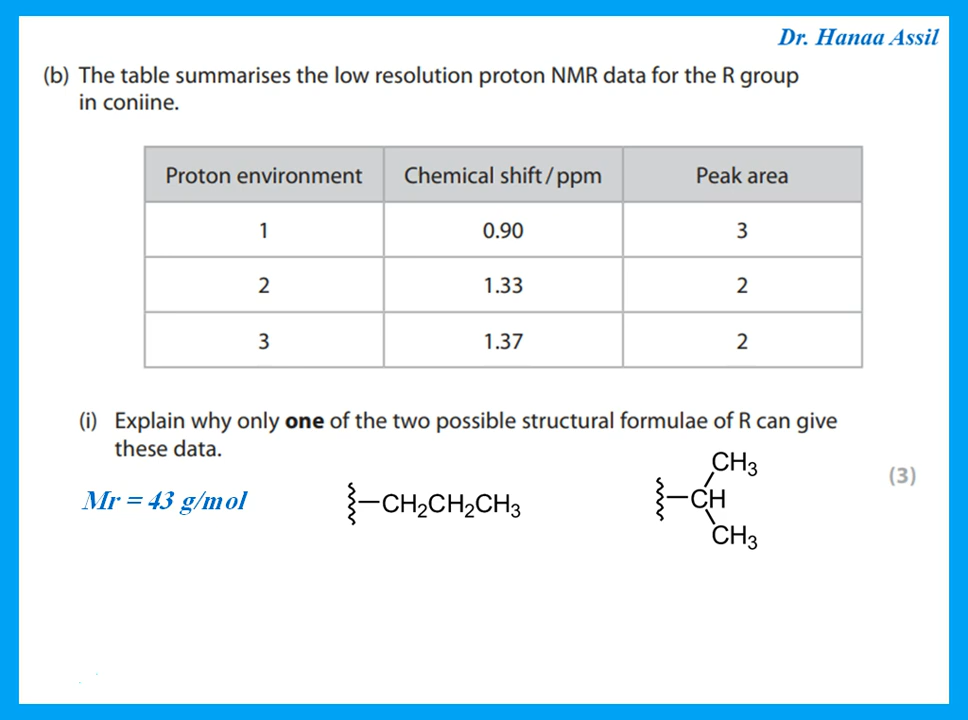 Dr. Hanaa Assil
(b) The table summarises the low resolution proton NMR data for the R group
in coniine.
Proton environment Chemical shift/ppm Peak area
1 0.90 3
2 1.33 2
3 1.37 2
(i) Explain why only one of the two possible structural formulae of R can give
these data.
(3)
Mr = 43 g/mol
CH₂CH₂CH₃
CH₃
CH
CH₃